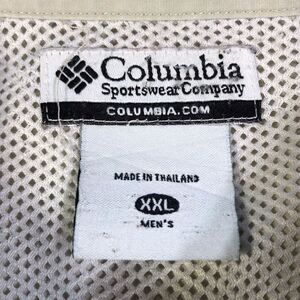 Columbia
Sportswear Company
COLUMBIA.COM
MADE IN THAILAND
XXL
MEN'S